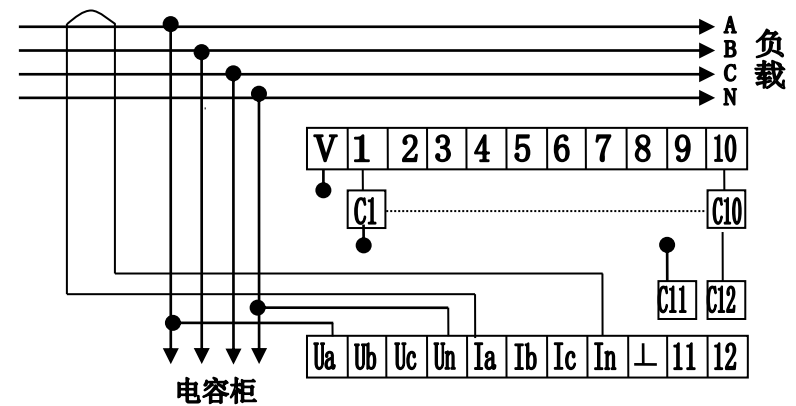 A
B
C
N
负载
V 1 2 3 4 5 6 7 8 9 10
C1 C10
C11 C12
Ua Ub Uc Un Ia Ib Ic In ⊥ 11 12
电容柜